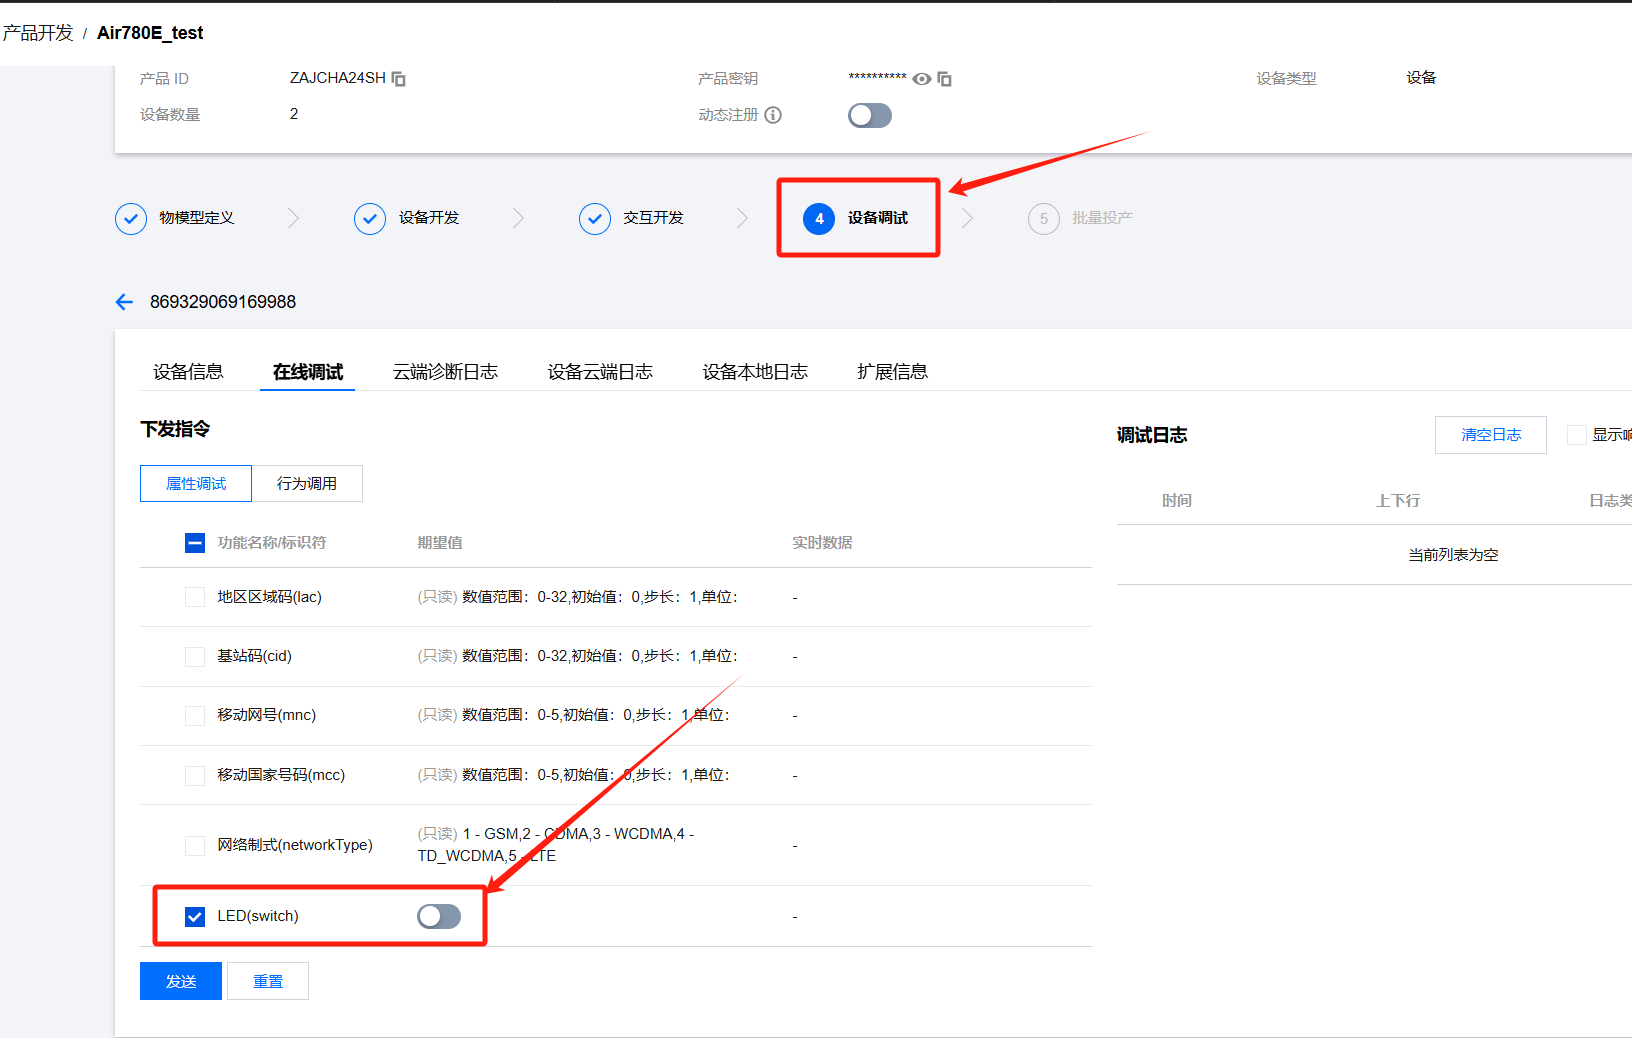 产品开发 / Air780E_test
产品 ID ZAJCHA24SH 产品密钥 ********** 设备类型 设备
设备数量 2 动态注册
物模型定义 设备开发 交互开发 4 设备调试 5 批量投产
869329069169988
设备信息 在线调试 云端诊断日志 设备云端日志 设备本地日志 扩展信息
下发指令
调试日志 清空日志 显示响
属性调试 行为调用
时间 上下行 日志类
功能名称/标识符 期望值 实时数据
当前列表为空
地区区域码(lac) (只读) 数值范围：0-32,初始值：0,步长：1,单位： -
基站码(cid) (只读) 数值范围：0-32,初始值：0,步长：1,单位： -
移动网号(mnc) (只读) 数值范围：0-5,初始值：0,步长：1,单位： -
移动国家号码(mcc) (只读) 数值范围：0-5,初始值：0,步长：1,单位： -
网络制式(networkType) (只读) 1 - GSM,2 - CDMA,3 - WCDMA,4 -
TD_WCDMA,5 - LTE -
LED(switch) -
发送 重置